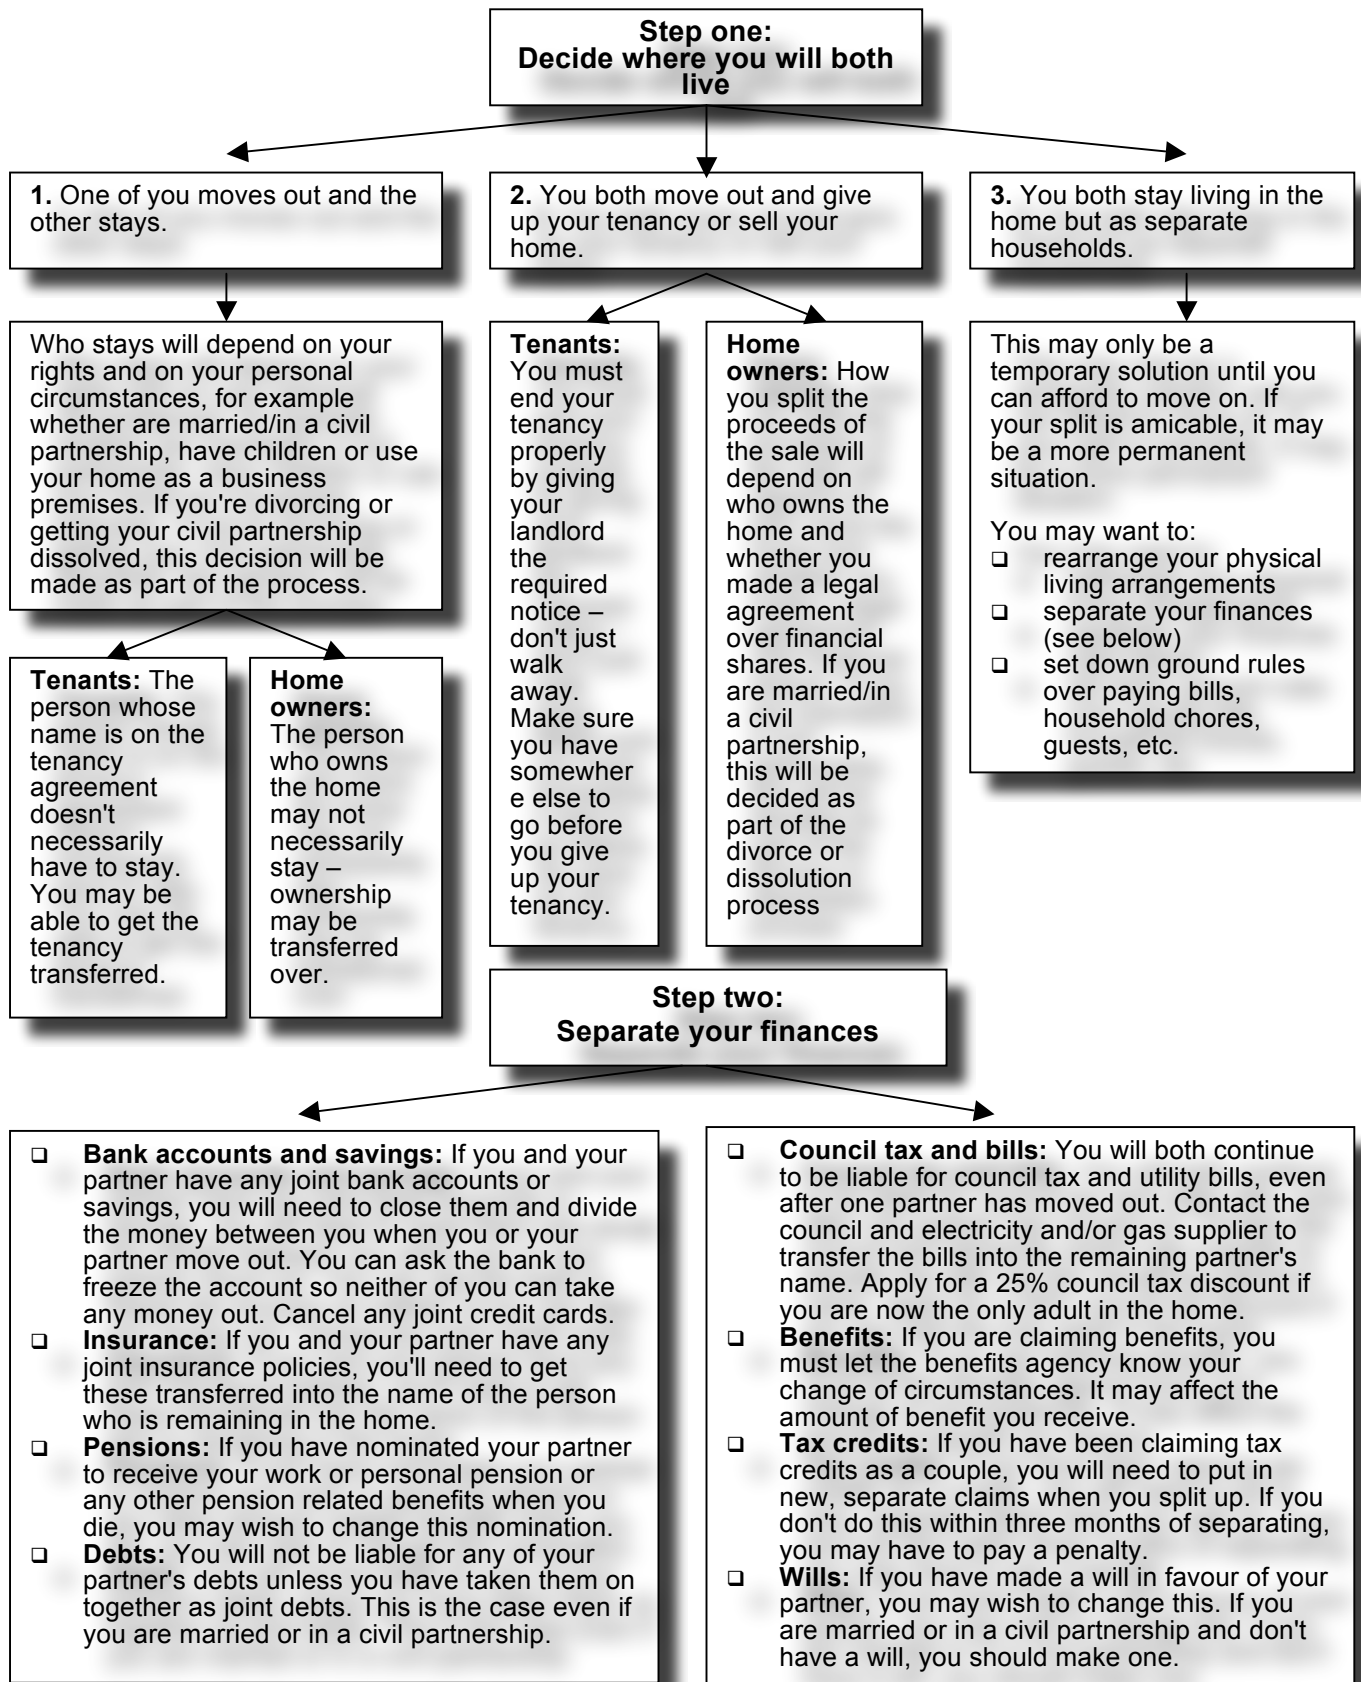 Step one:
Decide where you will both
live
1. One of you moves out and the
other stays.
2. You both move out and give
up your tenancy or sell your
home.
3. You both stay living in the
home but as separate
households.
Who stays will depend on your
rights and on your personal
circumstances, for example
whether are married/in a civil
partnership, have children or use
your home as a business
premises. If you're divorcing or
getting your civil partnership
dissolved, this decision will be
made as part of the process.
Tenants: The
person whose
name is on the
tenancy
agreement
doesn't
necessarily
have to stay.
You may be
able to get the
tenancy
transferred.
Home
owners:
The person
who owns
the home
may not
necessarily
stay –
ownership
may be
transferred
over.
Tenants:
You must
end your
tenancy
properly
by giving
your
landlord
the
required
notice –
don't just
walk
away.
Make sure
you have
somewher
e else to
go before
you give
up your
tenancy.
Home
owners: How
you split the
proceeds of
the sale will
depend on
who owns the
home and
whether you
made a legal
agreement
over financial
shares. If you
are married/in
a civil
partnership,
this will be
decided as
part of the
divorce or
dissolution
process
This may only be a
temporary solution until you
can afford to move on. If
your split is amicable, it may
be a more permanent
situation.
You may want to:
❑ rearrange your physical
living arrangements
❑ separate your finances
(see below)
❑ set down ground rules
over paying bills,
household chores,
guests, etc.
Step two:
Separate your finances
❑ Bank accounts and savings: If you and your
partner have any joint bank accounts or
savings, you will need to close them and divide
the money between you when you or your
partner move out. You can ask the bank to
freeze the account so neither of you can take
any money out. Cancel any joint credit cards.
❑ Insurance: If you and your partner have any
joint insurance policies, you'll need to get
these transferred into the name of the person
who is remaining in the home.
❑ Pensions: If you have nominated your partner
to receive your work or personal pension or
any other pension related benefits when you
die, you may wish to change this nomination.
❑ Debts: You will not be liable for any of your
partner's debts unless you have taken them on
together as joint debts. This is the case even if
you are married or in a civil partnership.
❑ Council tax and bills: You will both continue
to be liable for council tax and utility bills, even
after one partner has moved out. Contact the
council and electricity and/or gas supplier to
transfer the bills into the remaining partner's
name. Apply for a 25% council tax discount if
you are now the only adult in the home.
❑ Benefits: If you are claiming benefits, you
must let the benefits agency know your
change of circumstances. It may affect the
amount of benefit you receive.
❑ Tax credits: If you have been claiming tax
credits as a couple, you will need to put in
new, separate claims when you split up. If you
don't do this within three months of separating,
you may have to pay a penalty.
❑ Wills: If you have made a will in favour of your
partner, you may wish to change this. If you
are married or in a civil partnership and don't
have a will, you should make one.